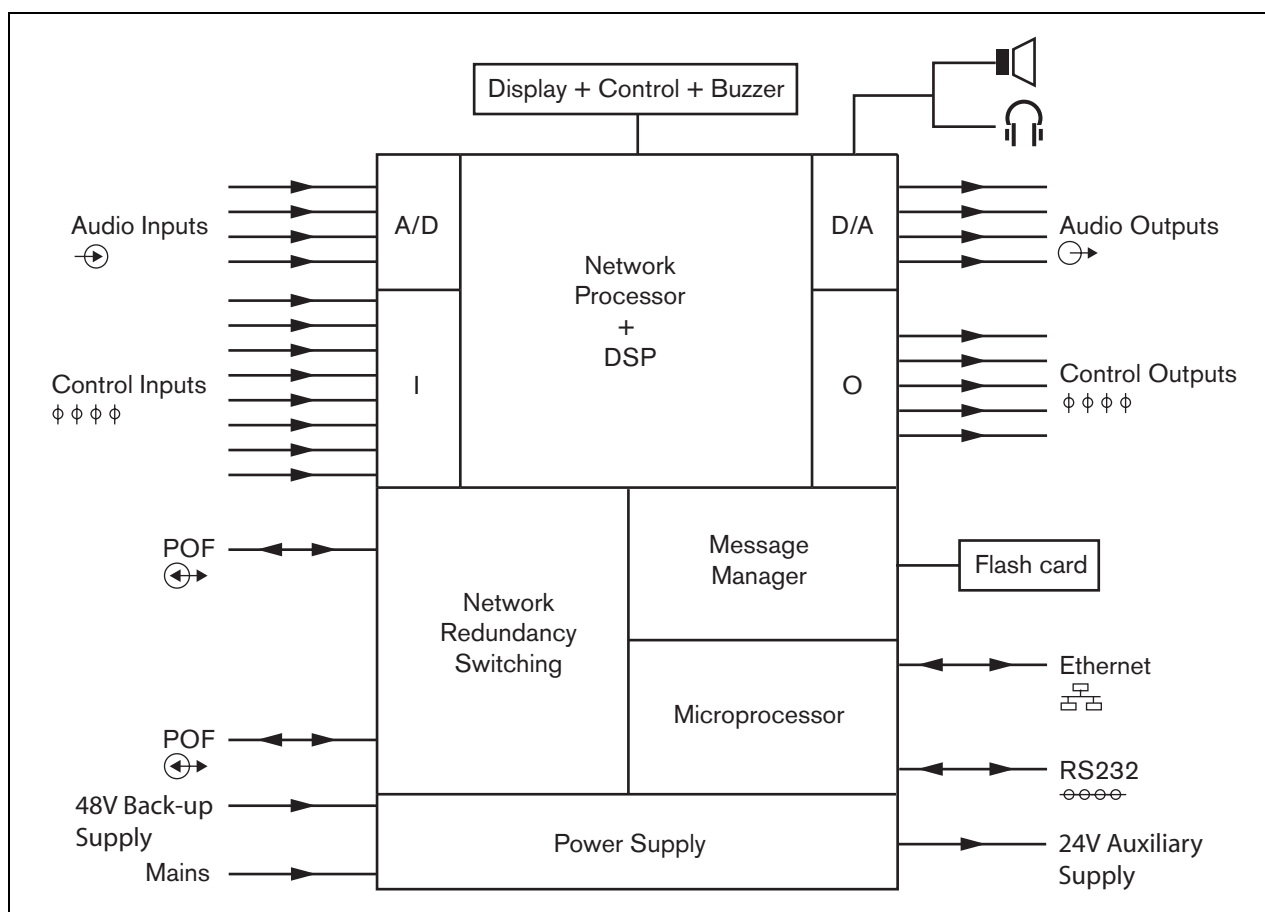 Display + Control + Buzzer
Audio Inputs
A/D
Network
Processor
+
DSP
D/A
Audio Outputs
Control Inputs
I
O
Control Outputs
POF
Network
Redundancy
Switching
Message
Manager
Flash card
Ethernet
Microprocessor
POF
RS232
48V Back-up
Supply
Mains
Power Supply
24V Auxiliary
Supply